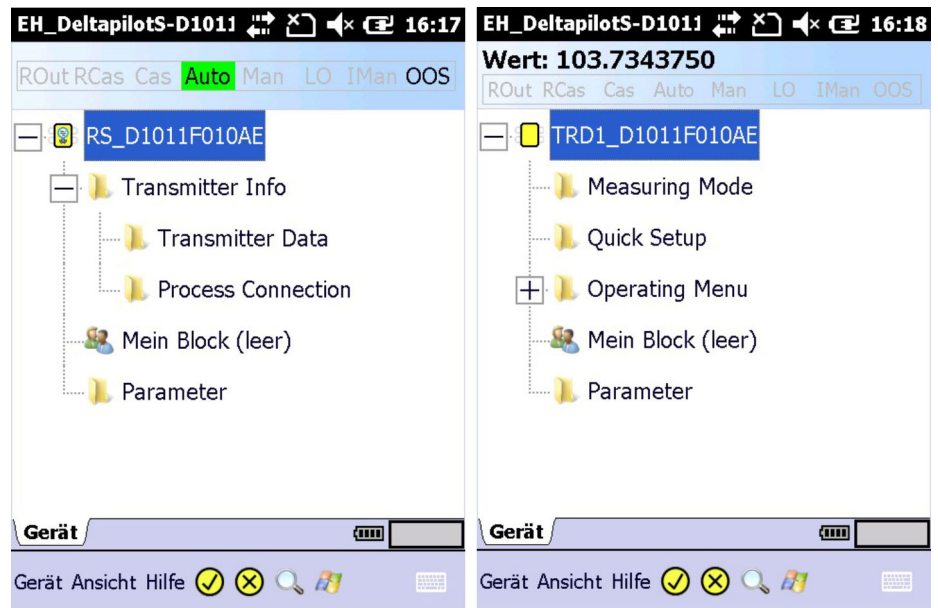 EH_DeltapilotS-D1011 16:17
ROut RCas Cas Auto Man LO IMan OOS
RS_D1011F010AE
Transmitter Info
Transmitter Data
Process Connection
Mein Block (leer)
Parameter
Gerät
Gerät Ansicht Hilfe
EH_DeltapilotS-D1011 16:18
Wert: 103.7343750
ROut RCas Cas Auto Man LO IMan OOS
TRD1_D1011F010AE
Measuring Mode
Quick Setup
Operating Menu
Mein Block (leer)
Parameter
Gerät
Gerät Ansicht Hilfe